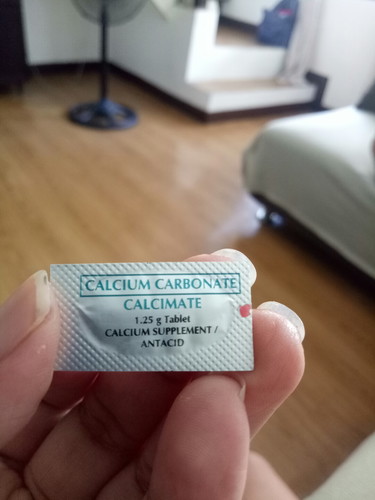 CALCIUM CARBONATE
CALCIMATE
1.25 g Tablet
CALCIUM SUPPLEMENT /
ANTACID